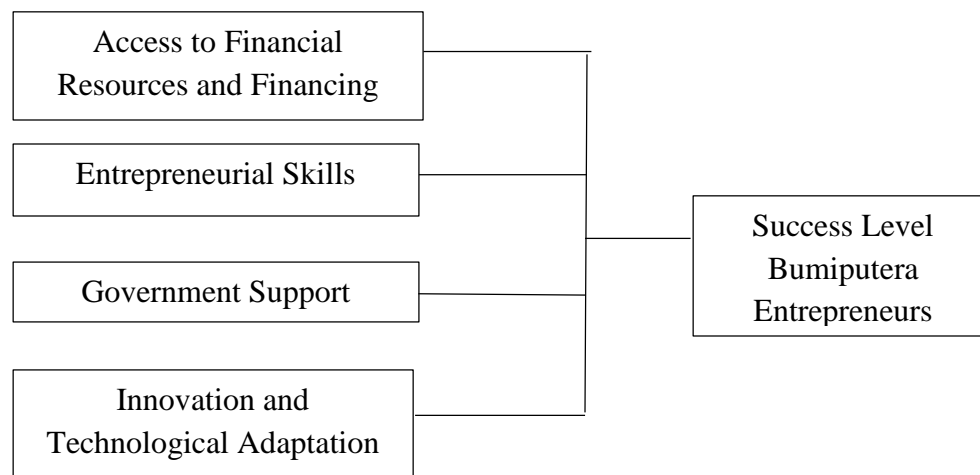 Access to Financial
Resources and Financing
Entrepreneurial Skills
Government Support
Innovation and
Technological Adaptation
Success Level
Bumiputera
Entrepreneurs